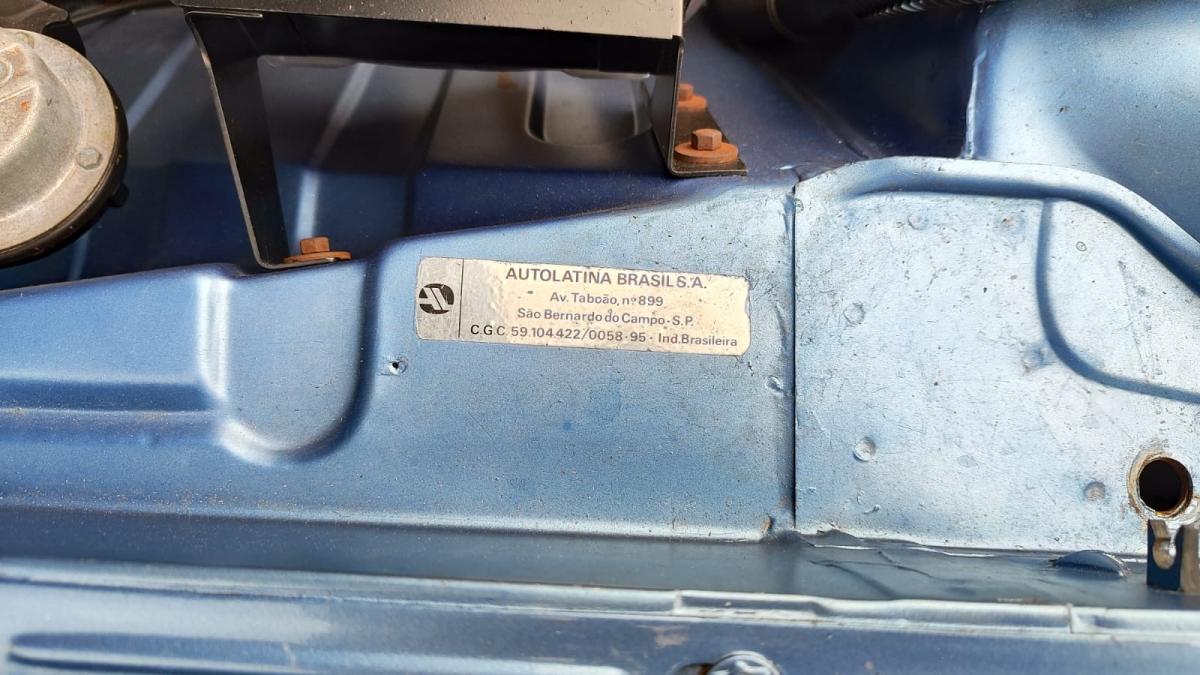 AUTOLATINA BRASIL S.A.
Av. Taboão, nº 899
São Bernardo do Campo - S.P.
C.G.C. 59.104.422/0058-95 - Ind. Brasileira